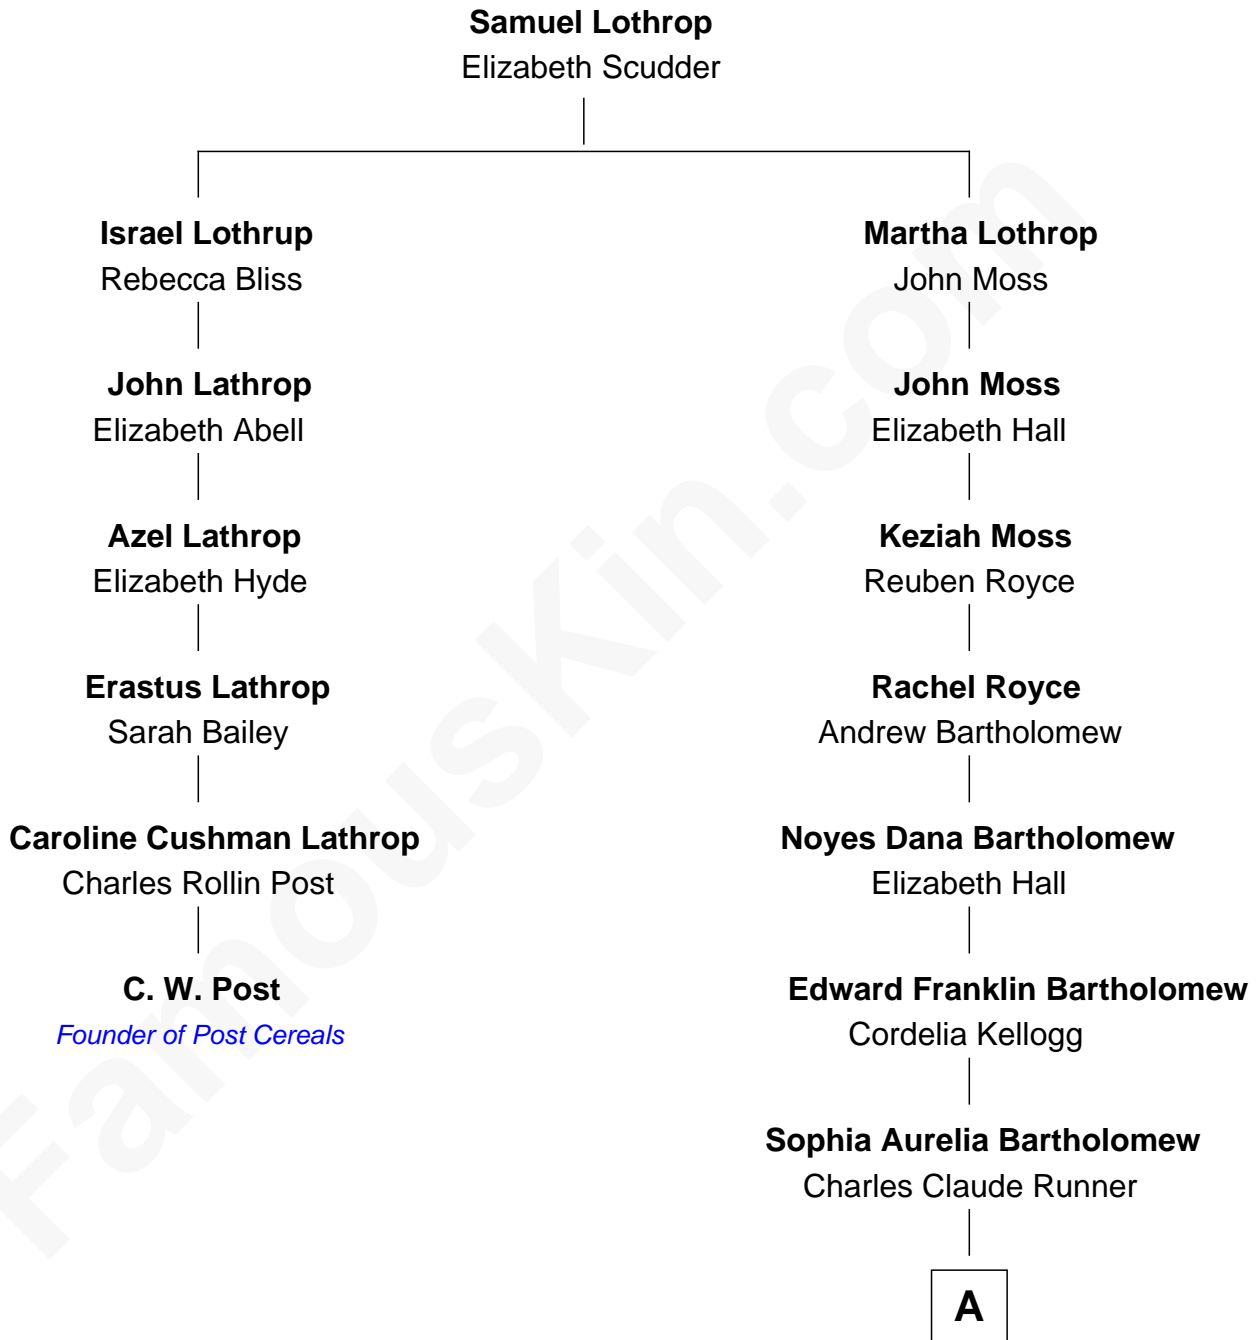 Samuel Lothrop
Elizabeth Scudder
Israel Lothrup
Rebecca Bliss
John Lathrop
Elizabeth Abell
Azel Lathrop
Elizabeth Hyde
Erastus Lathrop
Sarah Bailey
Caroline Cushman Lathrop
Charles Rollin Post
C. W. Post
Founder of Post Cereals
Martha Lothrop
John Moss
John Moss
Elizabeth Hall
Keziah Moss
Reuben Royce
Rachel Royce
Andrew Bartholomew
Noyes Dana Bartholomew
Elizabeth Hall
Edward Franklin Bartholomew
Cordelia Kellogg
Sophia Aurelia Bartholomew
Charles Claude Runner
A
FamousKin.com